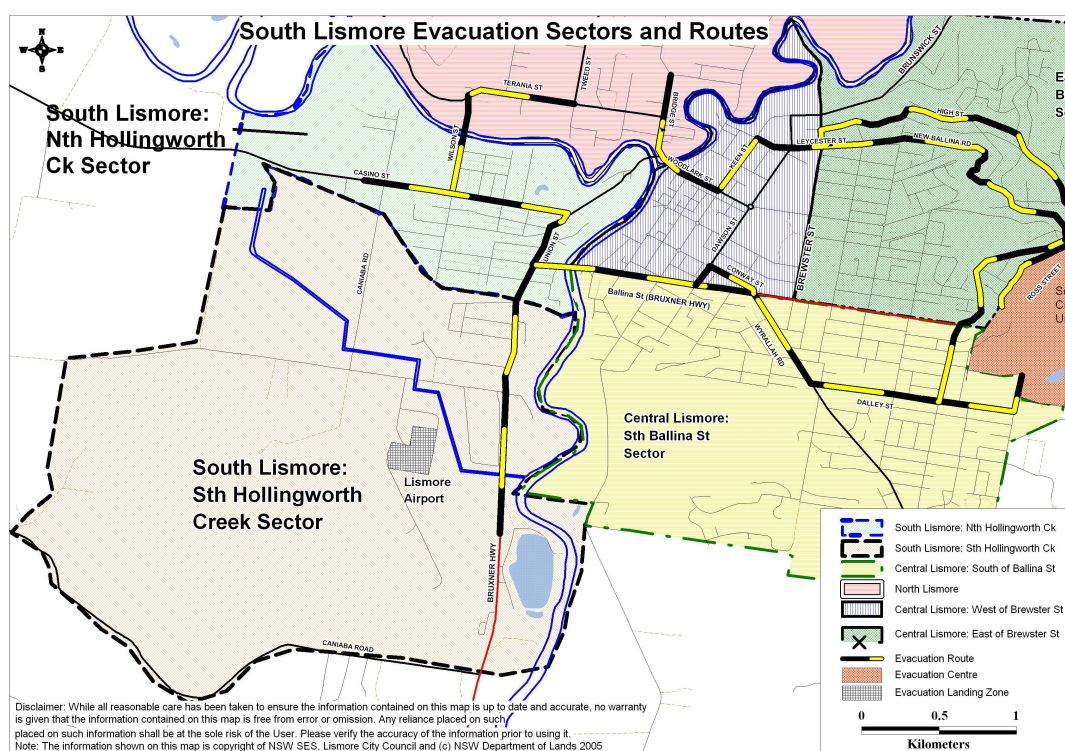 South Lismore Evacuation Sectors and Routes
N
W E
S
South Lismore:
Nth Hollingworth
Ck Sector
TERANIA ST
TWEED ST
BRIDGE ST
BRUNSWICK ST
HIGH ST
NEW BALLINA RD
LEYCESTER ST
WILSON ST
KEEN ST
WOODLARK ST
CASINO ST
DAWSON ST
UNION ST
BREWSTER ST
CONWAY ST
Ballina St (BRUXNER HWY)
ROSS STREET
CANIABA RD
WYRALLAH RD
DALLEY ST
Central Lismore:
Sth Ballina St
Sector
South Lismore:
Sth Hollingworth
Creek Sector
Lismore
Airport
BRUXNER HWY
CANIABA ROAD
South Lismore: Nth Hollingworth Ck
South Lismore: Sth Hollingworth Ck
Central Lismore: South of Ballina St
North Lismore
Central Lismore: West of Brewster St
Central Lismore: East of Brewster St
Evacuation Route
Evacuation Centre
Evacuation Landing Zone
0 0.5 1
Kilometers
Disclaimer: While all reasonable care has been taken to ensure the information contained on this map is up to date and accurate, no warranty
is given that the information contained on this map is free from error or omission. Any reliance placed on such
placed on such information shall be at the sole risk of the User. Please verify the accuracy of the information prior to using it.
Note: The information shown on this map is copyright of NSW SES, Lismore City Council and (c) NSW Department of Lands 2005